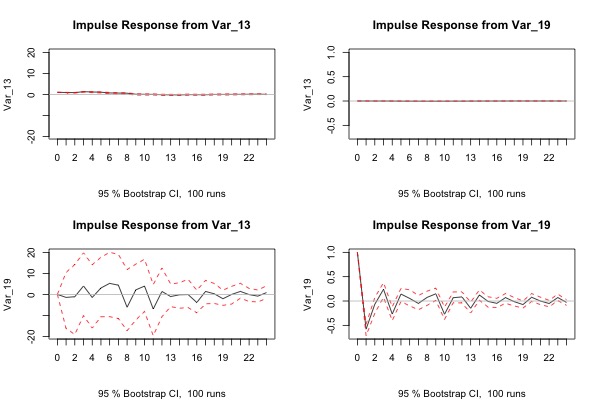 Impulse Response from Var_13
Var_13
20
10
0
-20
0 2 4 6 8 10 13 16 19 22
95 % Bootstrap CI, 100 runs
Impulse Response from Var_19
Var_13
1.0
0.5
0.0
-0.5
0 2 4 6 8 10 13 16 19 22
95 % Bootstrap CI, 100 runs
Impulse Response from Var_13
Var_19
20
10
0
-20
0 2 4 6 8 10 13 16 19 22
95 % Bootstrap CI, 100 runs
Impulse Response from Var_19
Var_19
1.0
0.5
0.0
-0.5
0 2 4 6 8 10 13 16 19 22
95 % Bootstrap CI, 100 runs